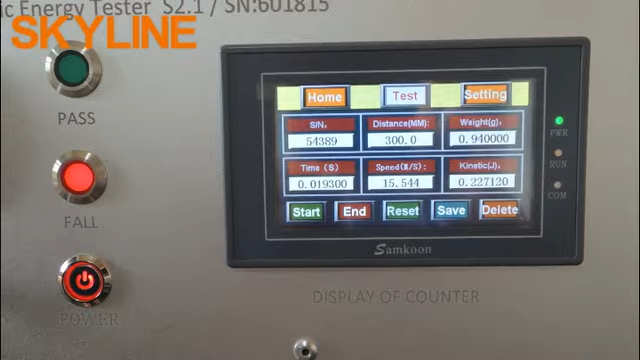 ic Energy Tester S2.1 / SN:601815
SKYLINE
PASS
FALL
POWER
Home Test Setting
S/N: Distance(MM): Weight(g):
54389 300.0 0.940000
Time (S) Speed(M/S): Kinetic(J):
0.019300 15.544 0.227120
Start End Reset Save Delete
PWR
RUN
COM
Samkoon
DISPLAY OF COUNTER